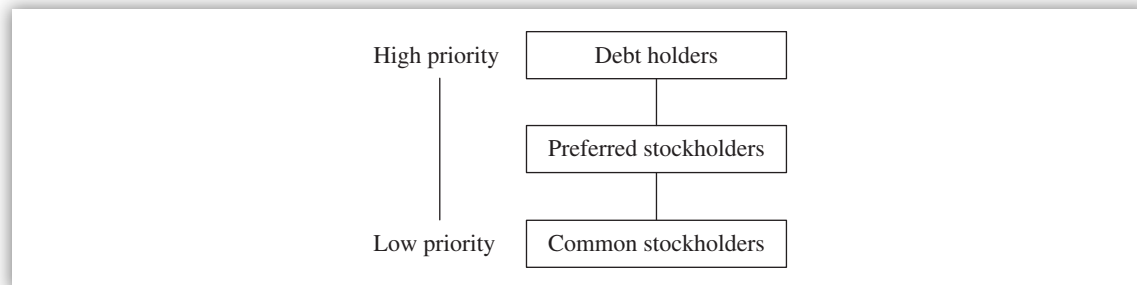 High priority Debt holders
Preferred stockholders
Low priority Common stockholders